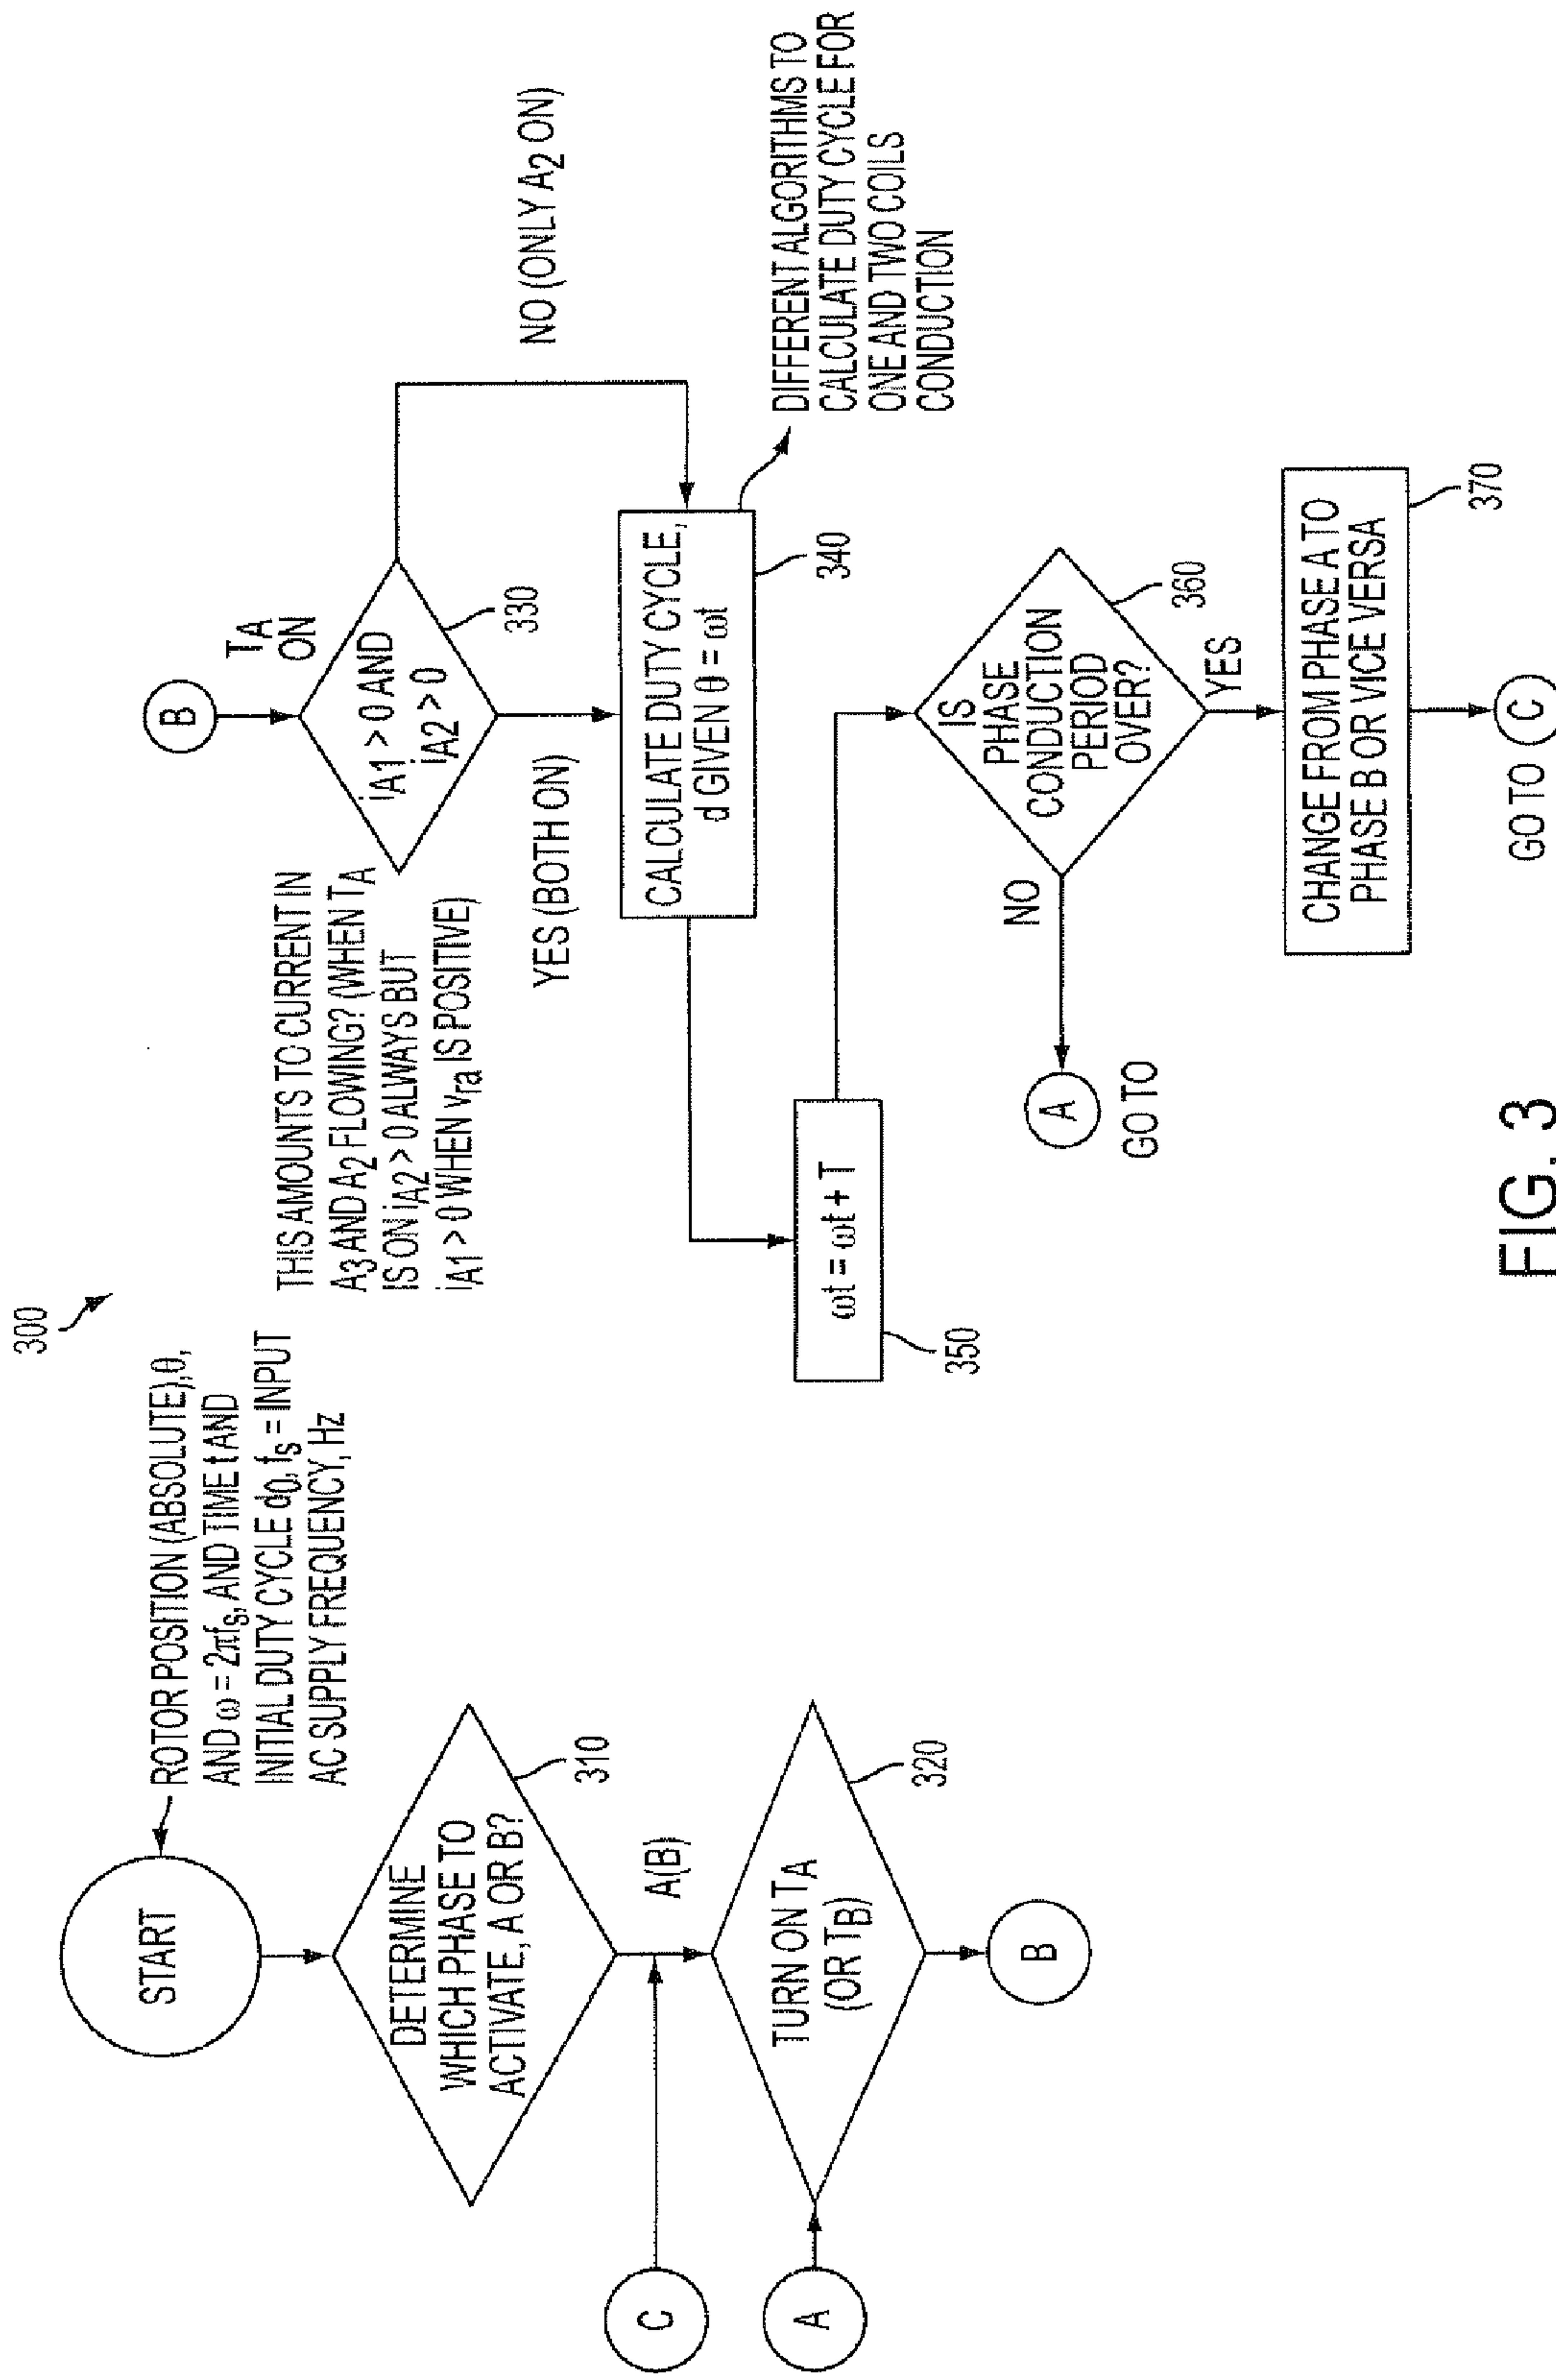 300
START
ROTOR POSITION (ABSOLUTE), θ,
AND ω = 2πfs, AND TIME t AND
INITIAL DUTY CYCLE d0, fs = INPUT
AC SUPPLY FREQUENCY, Hz
DETERMINE
WHICH PHASE TO
ACTIVATE, A OR B?
310
C
A(B)
A
TURN ON TA
(OR TB)
320
B
B
TA
ON
THIS AMOUNTS TO CURRENT IN
A3 AND A2 FLOWING? (WHEN TA
IS ON iA2 > 0 ALWAYS BUT
iA1 > 0 WHEN vra IS POSITIVE)
iA1 > 0 AND
iA2 > 0
330
NO (ONLY A2 ON)
YES (BOTH ON)
CALCULATE DUTY CYCLE,
d GIVEN θ = ωt
340
DIFFERENT ALGORITHMS TO
CALCULATE DUTY CYCLE FOR
ONE AND TWO COILS
CONDUCTION
ωt = ωt + T
350
IS
PHASE
CONDUCTION
PERIOD
OVER?
360
NO
A
GO TO
YES
CHANGE FROM PHASE A TO
PHASE B OR VICE VERSA
370
GO TO C
FIG. 3